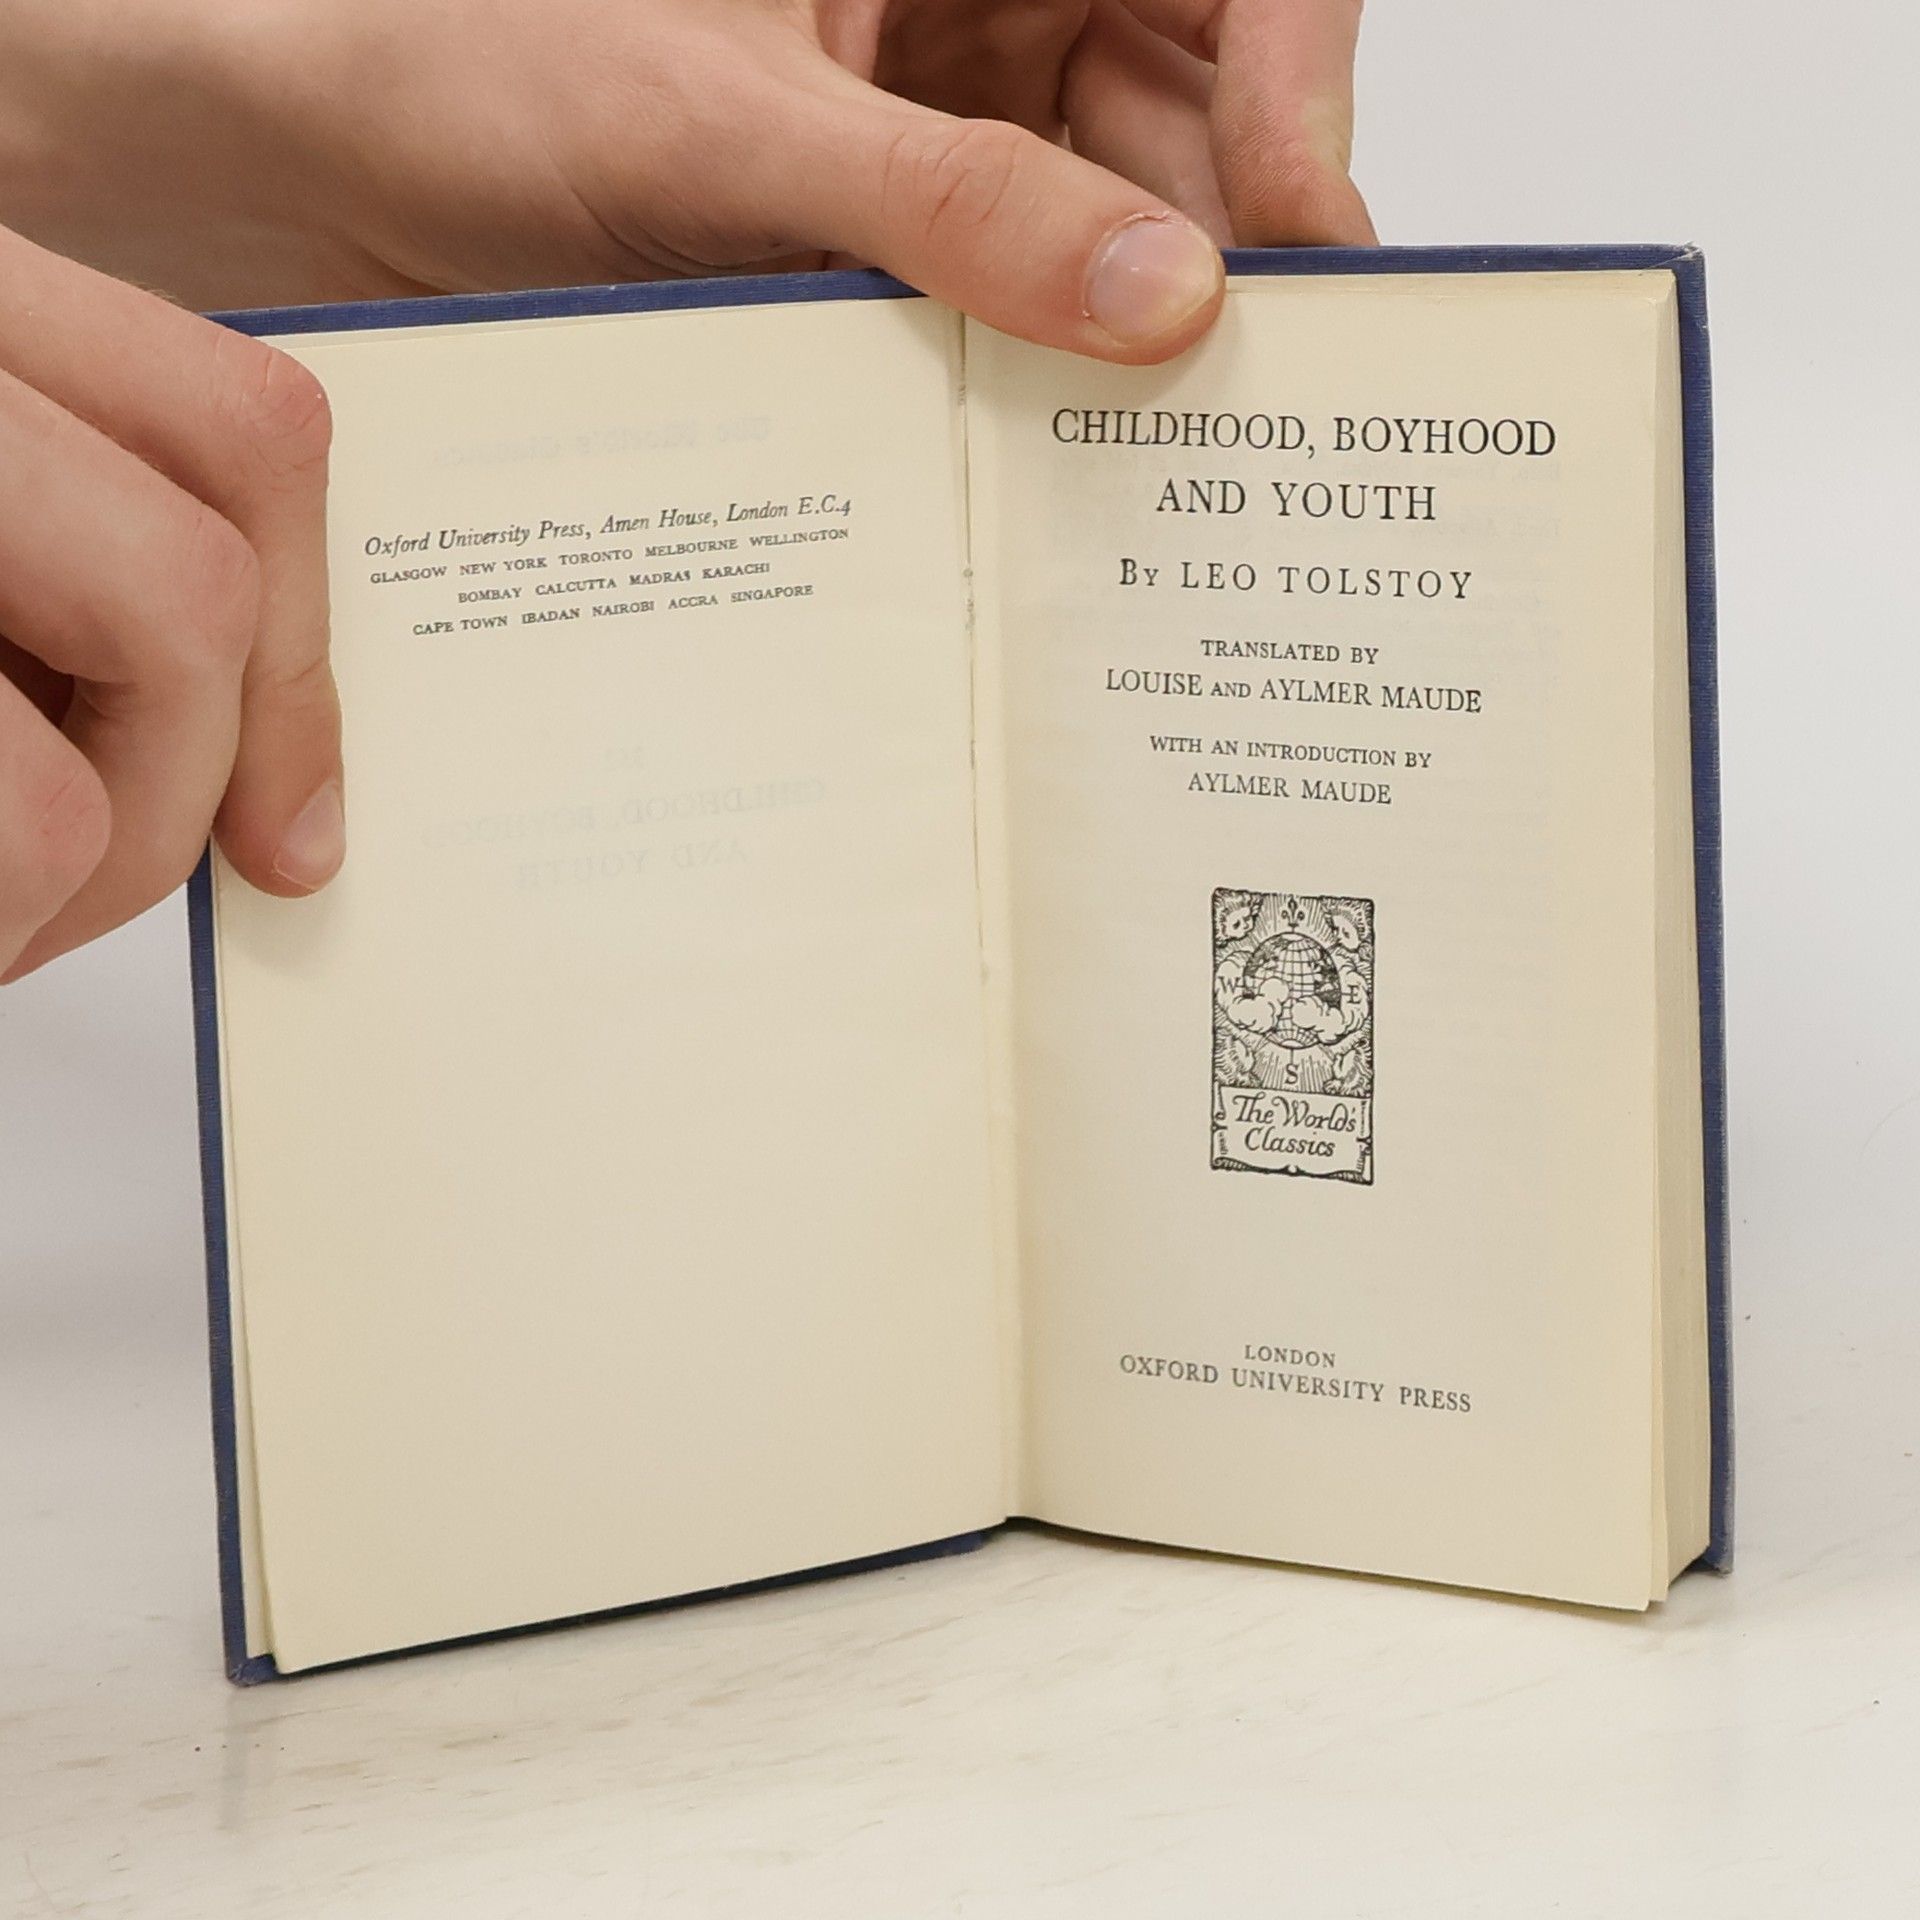 Oxford University Press, Amen House, London E.C.4
GLASGOW NEW YORK TORONTO MELBOURNE WELLINGTON
BOMBAY CALCUTTA MADRAS KARACHI
CAPE TOWN IBADAN NAIROBI ACCRA SINGAPORE
CHILDHOOD, BOYHOOD
AND YOUTH
By LEO TOLSTOY
TRANSLATED BY
LOUISE AND AYLMER MAUDE
WITH AN INTRODUCTION BY
AYLMER MAUDE
W E
S
The World's
Classics
LONDON
OXFORD UNIVERSITY PRESS